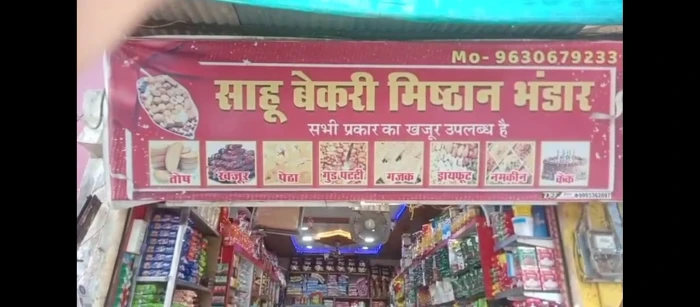 Mo- 9630679233
साहू बेकरी मिष्ठान भंडार
सभी प्रकार का खजूर उपलब्ध है
तोष खजूर पेठा गुड़ पट्टी गजक ड्रायफ्रुट नमकीन केक